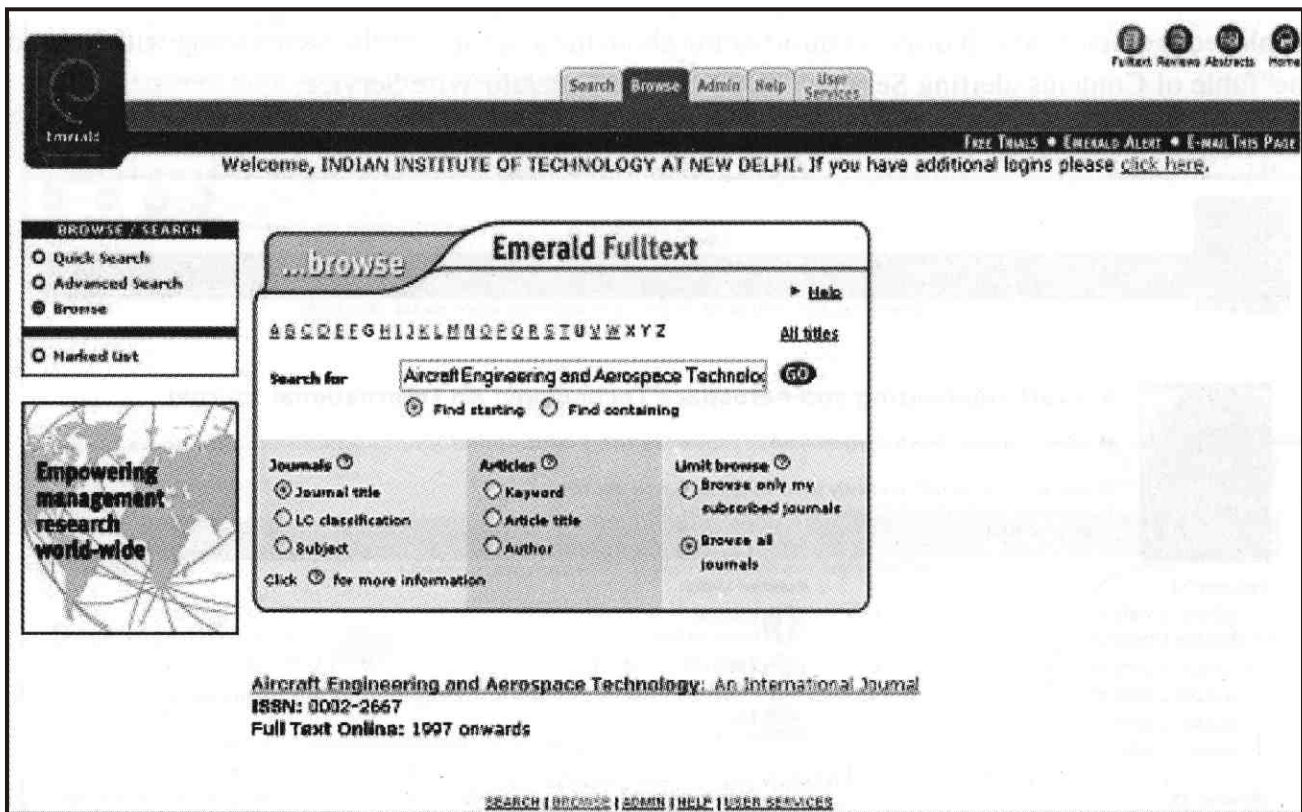 Fulltext Reviews Abstracts Home
Search Browse Admin Help User Services
Emerald
FREE TRIALS • EMERALD ALERT • E-MAIL THIS PAGE
Welcome, INDIAN INSTITUTE OF TECHNOLOGY AT NEW DELHI. If you have additional logins please click here.
BROWSE / SEARCH
Quick Search
Advanced Search
Browse
Marked List
Empowering
management
research
world-wide
...browse
Emerald Fulltext
Help
A B C D E F G H I J K L M N O P Q R S T U V W X Y Z
All titles
Search for
Aircraft Engineering and Aerospace Technolog
GO
Find starting Find containing
Journals ?
Journal title
LC classification
Subject
Click ? for more information
Articles ?
Keyword
Article title
Author
Limit browse ?
Browse only my
subscribed journals
Browse all
journals
Aircraft Engineering and Aerospace Technology: An International Journal
ISSN: 0002-2667
Full Text Online: 1997 onwards
SEARCH | BROWSE | ADMIN | HELP | USER SERVICES